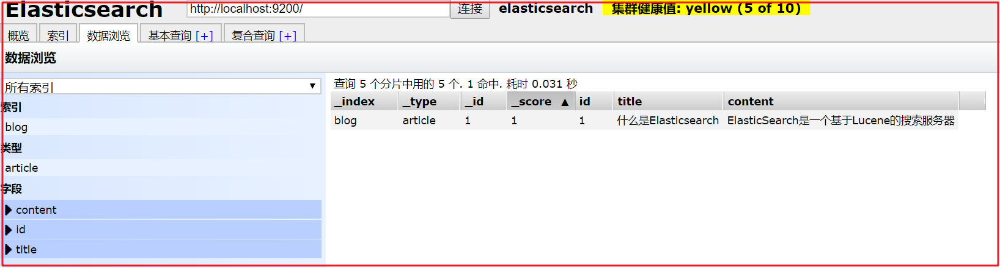 Elasticsearch http://localhost:9200/ 连接 elasticsearch 集群健康值: yellow (5 of 10)
概览 索引 数据浏览 基本查询 [+] 复合查询 [+]
数据浏览
所有索引 ▼
索引
blog
类型
article
字段
content
id
title
查询 5 个分片中用的 5 个. 1 命中. 耗时 0.031 秒
_index _type _id _score ▲ id title content
blog article 1 1 1 什么是Elasticsearch ElasticSearch是一个基于Lucene的搜索服务器